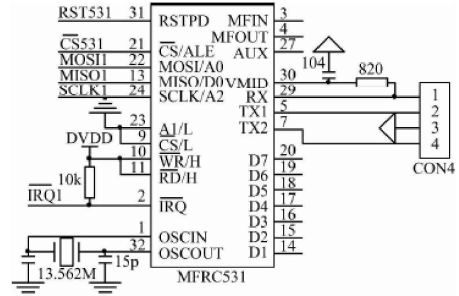 RST531 31 RSTPD MFIN 3
MFOUT 4
CS531 21 CS/ALE AUX 27
MOSI1 22 MOSI/A0
MISO1 13 MISO/D0 VMID 30 104 820
SCLK1 24 SCLK/A2 RX 29 1
TX1 5 2
23 A1/L TX2 7 3
9 CS/L 4
DVDD 10 WR/H D7 20 CON4
11 RD/H D6 19
10k D5 18
IRQ1 2 IRQ D4 17
D3 16
1 OSCIN D2 15
32 OSCOUT D1 14
13.562M 15p
MFRC531